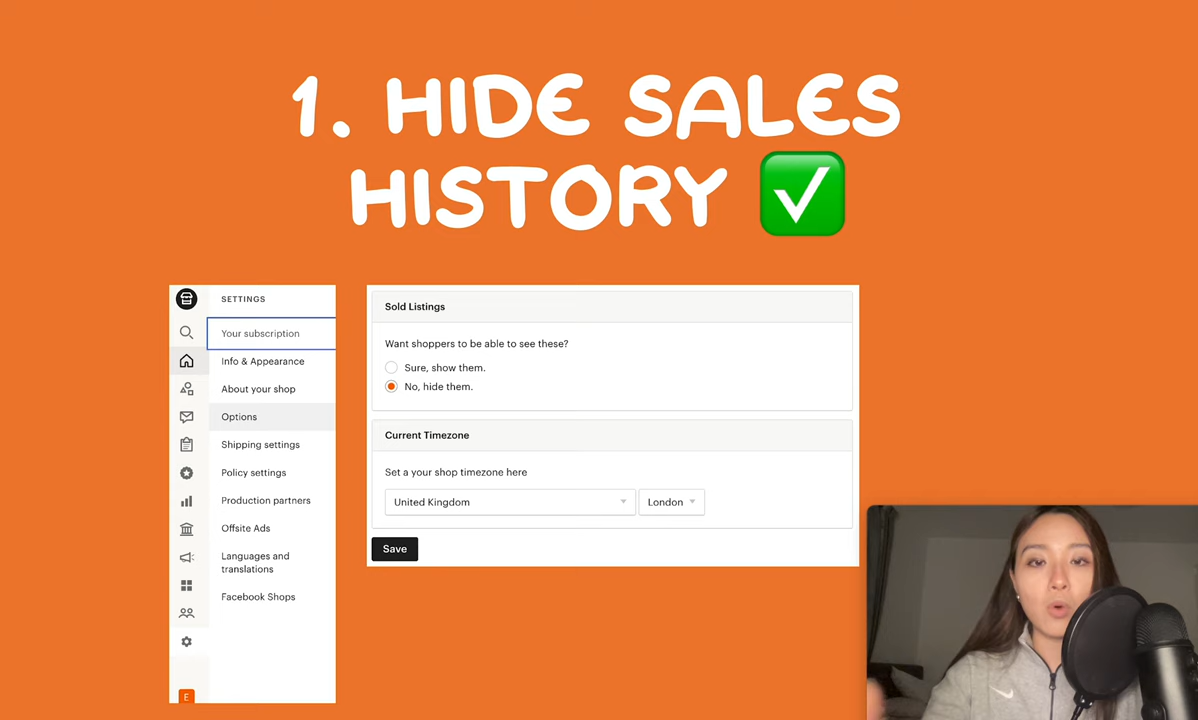 1. HIDE SALES
HISTORY ✅
SETTINGS
Your subscription
Info & Appearance
About your shop
Options
Shipping settings
Policy settings
Production partners
Offsite Ads
Languages and
translations
Facebook Shops
E
Sold Listings
Want shoppers to be able to see these?
Sure, show them.
No, hide them.
Current Timezone
Set a your shop timezone here
United Kingdom
London
Save